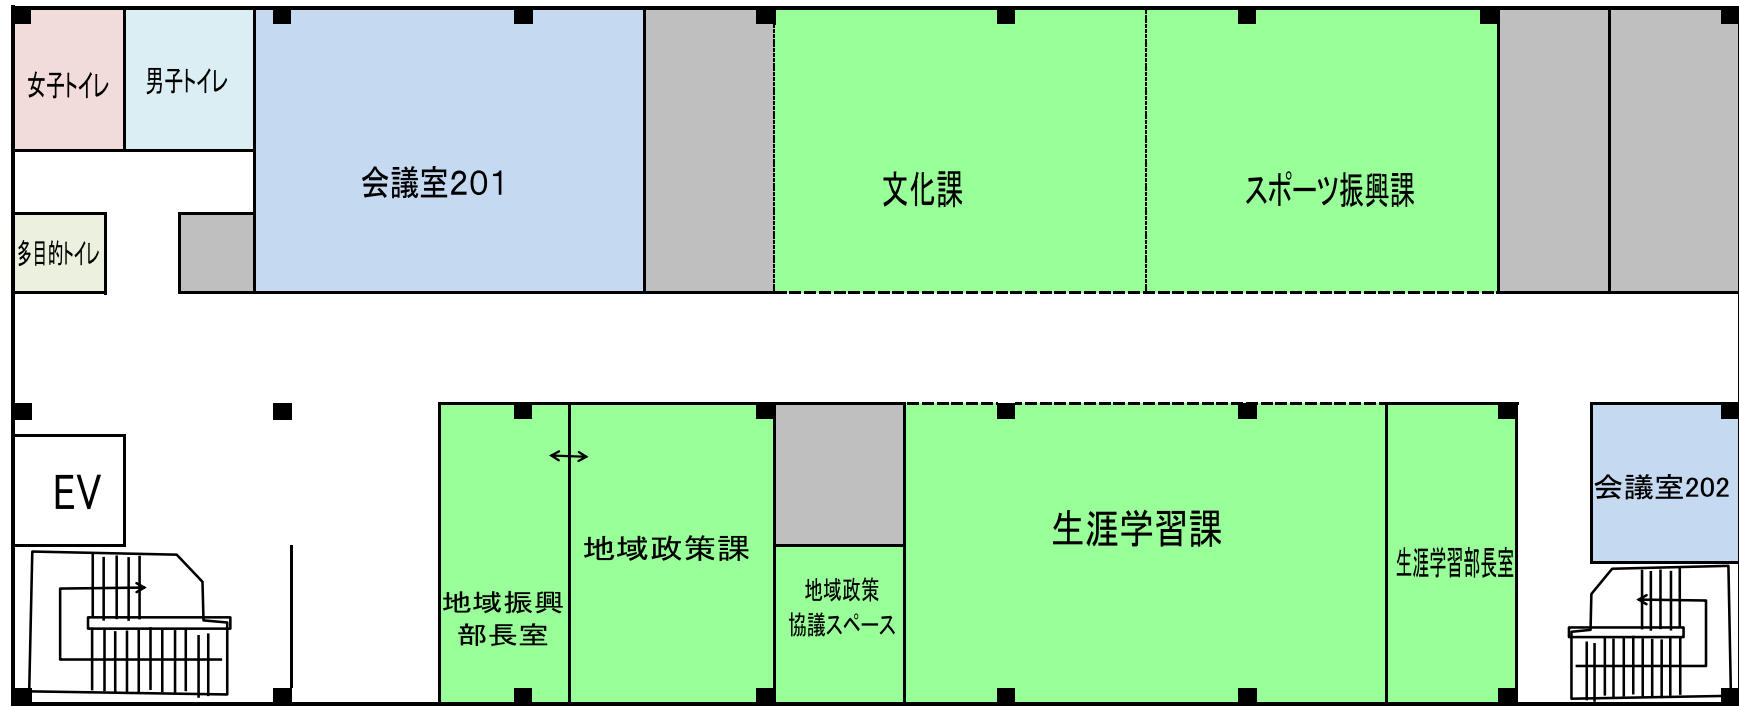 女子トイレ
男子トイレ
会議室201
文化課
スポーツ振興課
多目的トイレ
EV
地域振興
部長室
地域政策課
地域政策
協議スペース
生涯学習課
生涯学習部長室
会議室202